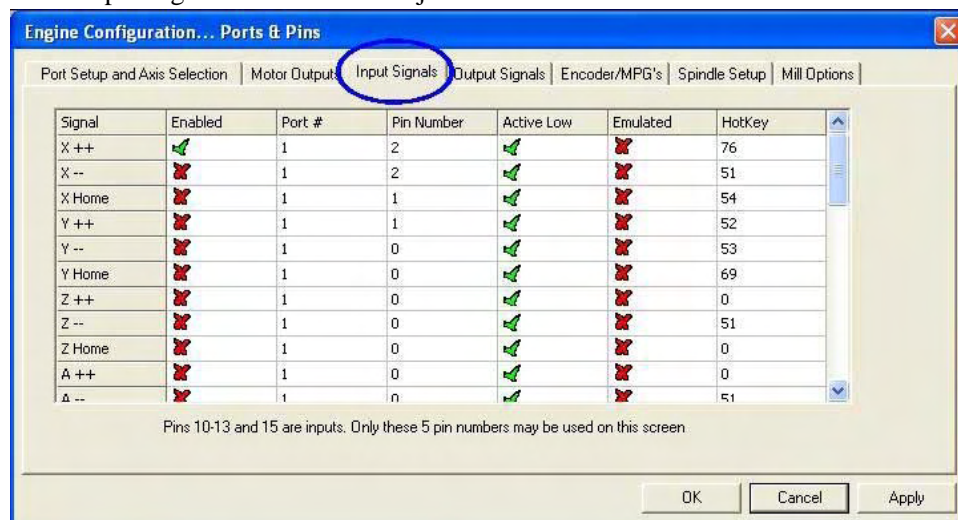 Engine Configuration... Ports & Pins
Port Setup and Axis Selection Motor Outputs Input Signals Output Signals Encoder/MPG's Spindle Setup Mill Options
Signal Enabled Port # Pin Number Active Low Emulated HotKey
X ++ 1 2 76
X -- 1 2 51
X Home 1 1 54
Y ++ 1 1 52
Y -- 1 0 53
Y Home 1 0 69
Z ++ 1 0 0
Z -- 1 0 51
Z Home 1 0 0
A ++ 1 0 0
A -- 1 0 51
Pins 10-13 and 15 are inputs. Only these 5 pin numbers may be used on this screen
OK Cancel Apply